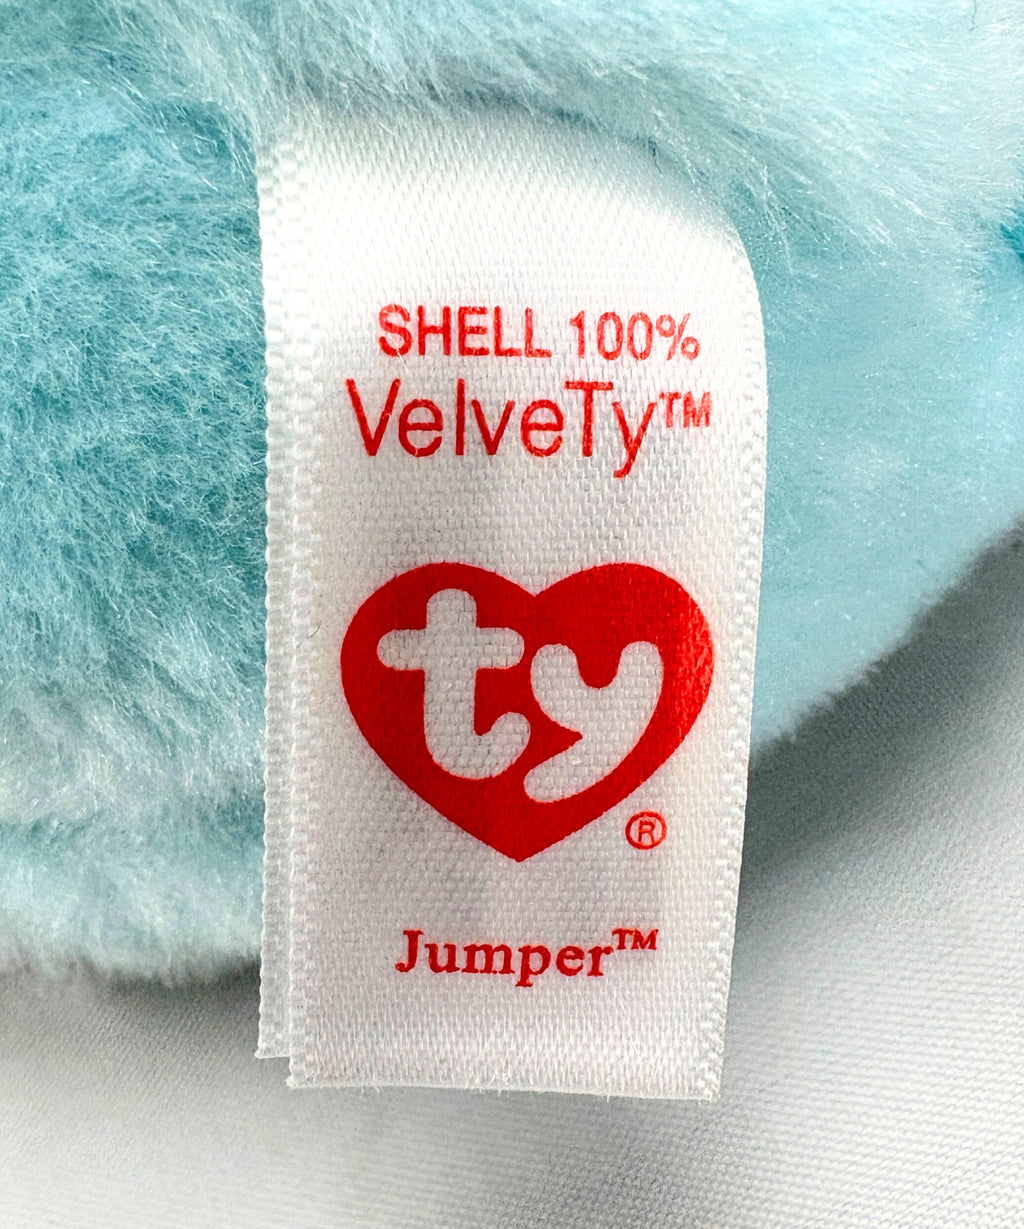 SHELL 100%
VelveTy™
ty
®
Jumper™